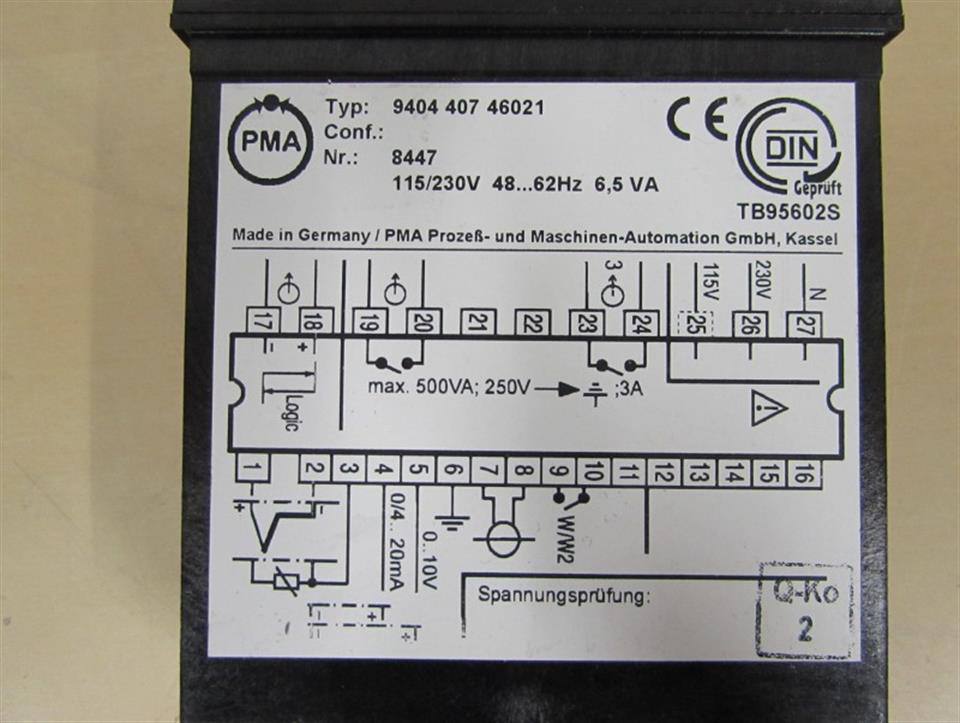 PMA
Typ: 9404 407 46021
Conf.:
Nr.: 8447
115/230V 48...62Hz 6,5 VA
CE
DIN
Geprüft
TB95602S
Made in Germany / PMA Prozeß- und Maschinen-Automation GmbH, Kassel
3 115V 230V N
17 18 19 20 21 22 23 24 25 26 27
- +
Logic
max. 500VA; 250V ;3A
1 2 3 4 5 6 7 8 9 10 11 12 13 14 15 16
+ -
0/4.. 20mA
0..10V
W/W2
- +
- +
Spannungsprüfung:
Q-Ko
2